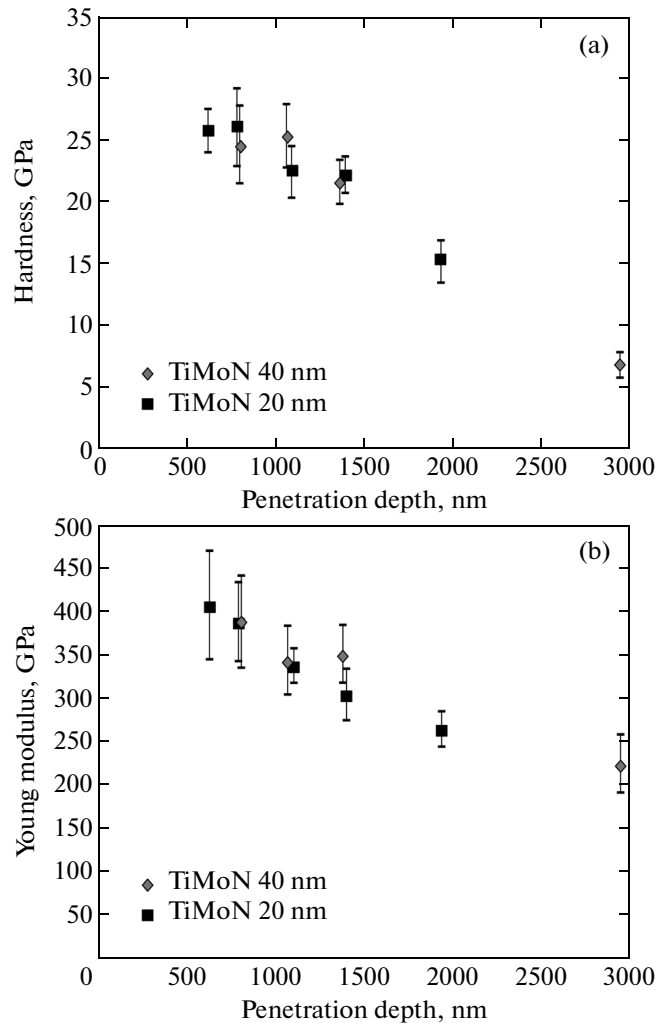 35
(a)
30
25
20
15
10
5
0
Hardness, GPa
TiMoN 40 nm
TiMoN 20 nm
0 500 1000 1500 2000 2500 3000
Penetration depth, nm
500
(b)
450
400
350
300
250
200
150
100
50
Young modulus, GPa
TiMoN 40 nm
TiMoN 20 nm
0 500 1000 1500 2000 2500 3000
Penetration depth, nm